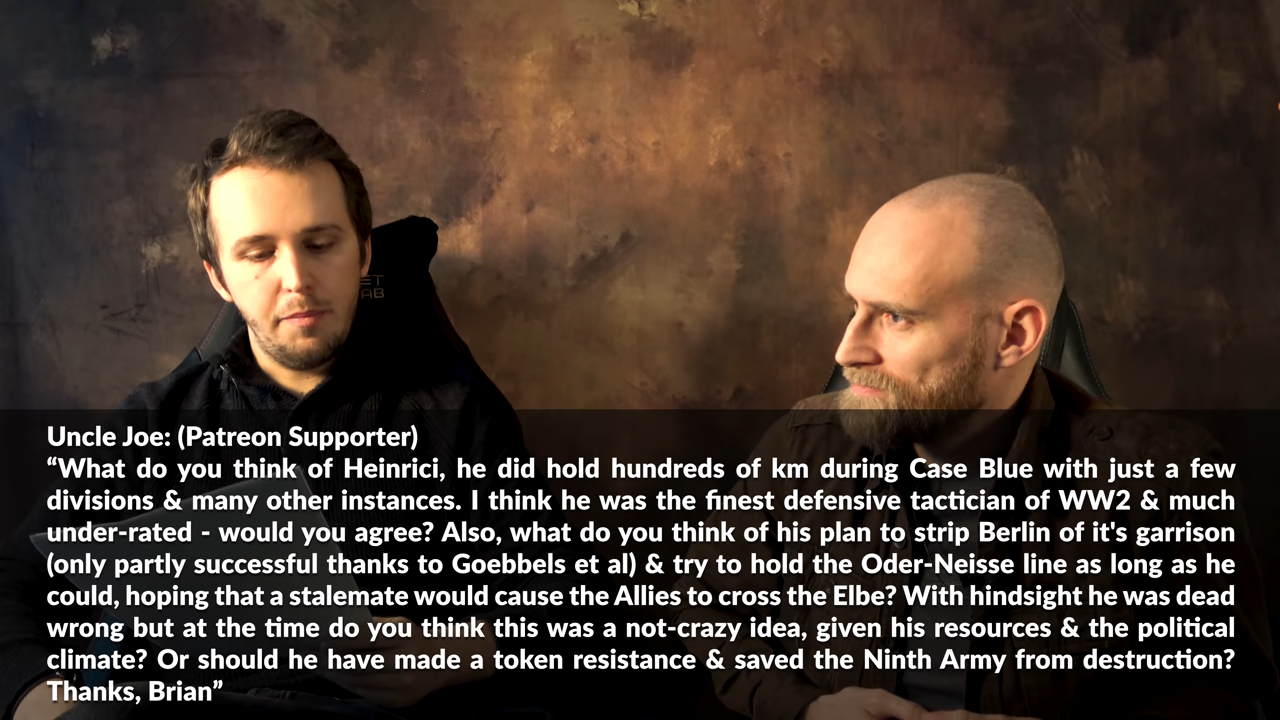 ET
AB
Uncle Joe: (Patreon Supporter)
“What do you think of Heinrici, he did hold hundreds of km during Case Blue with just a few
divisions & many other instances. I think he was the finest defensive tactician of WW2 & much
under-rated - would you agree? Also, what do you think of his plan to strip Berlin of it's garrison
(only partly successful thanks to Goebbels et al) & try to hold the Oder-Neisse line as long as he
could, hoping that a stalemate would cause the Allies to cross the Elbe? With hindsight he was dead
wrong but at the time do you think this was a not-crazy idea, given his resources & the political
climate? Or should he have made a token resistance & saved the Ninth Army from destruction?
Thanks, Brian”